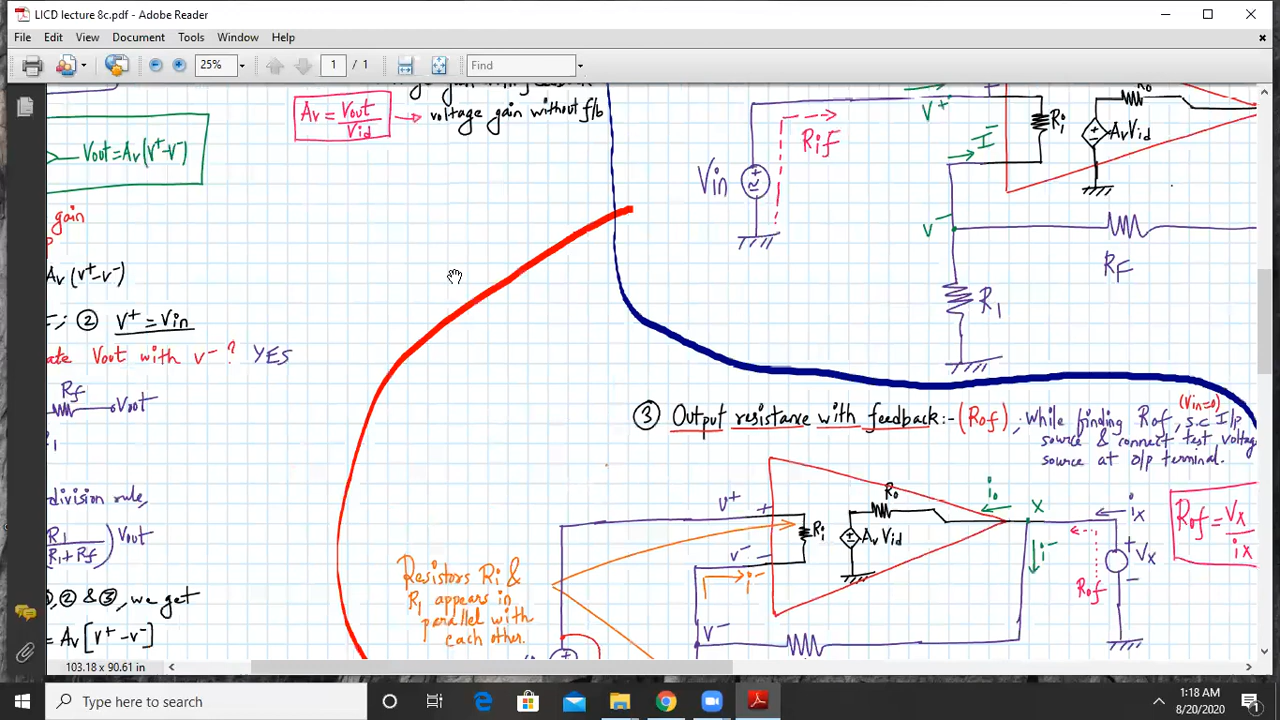 LICD lecture 8c.pdf - Adobe Reader
File Edit View Document Tools Window Help
25%
1 / 1
Find
Av = Vout / Vid → voltage gain without f/b
Vout = Av(V+ - V-)
gain
Av(V+ - V-)
② V+ = Vin
ate Vout with V- ? YES
Rf
Vout
division rule,
R1 / (R1 + Rf) Vout
② & ③, we get
= Av[V+ - V-]
V+
Rif
I-
Ri
Ro
AvVid
Vin
V-
RF
R1
③ Output resistance with feedback:- (Rof) ; While finding Rof, s.c I/p (Vin=0)
source & connect test voltage
source at o/p terminal.
Ro
V+
+
Ri
AvVid
V-
-
i-
io
X
i-
ix
+
Vx
-
Rof
Rof = Vx / ix
Resistors Ri &
R1 appears in
parallel with
each other.
V-
103.18 x 90.61 in
Type here to search
1:18 AM
8/20/2020
1